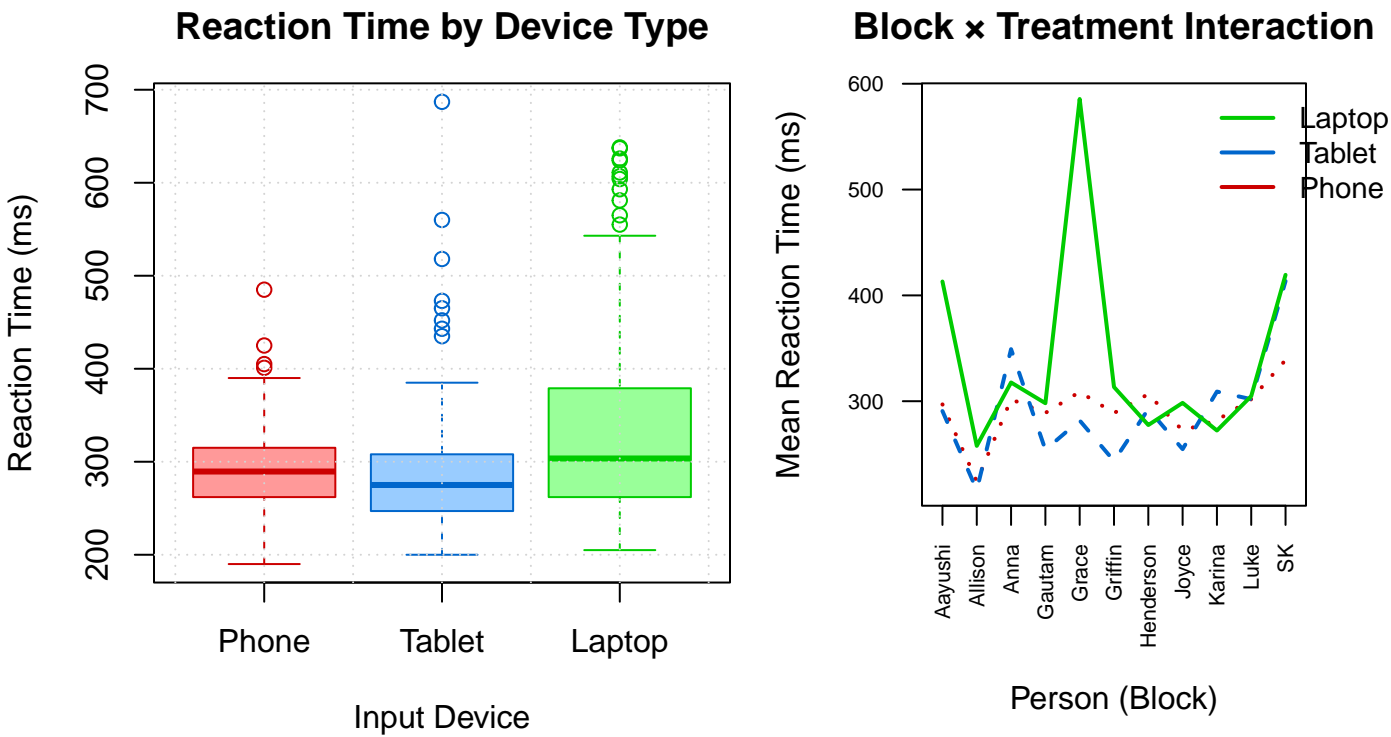 Reaction Time by Device Type
Reaction Time (ms)
700
600
500
400
300
200
Phone
Tablet
Laptop
Input Device
Block × Treatment Interaction
Mean Reaction Time (ms)
600
500
400
300
Laptop
Tablet
Phone
Aayushi
Allison
Anna
Gautam
Grace
Griffin
Henderson
Joyce
Karina
Luke
SK
Person (Block)